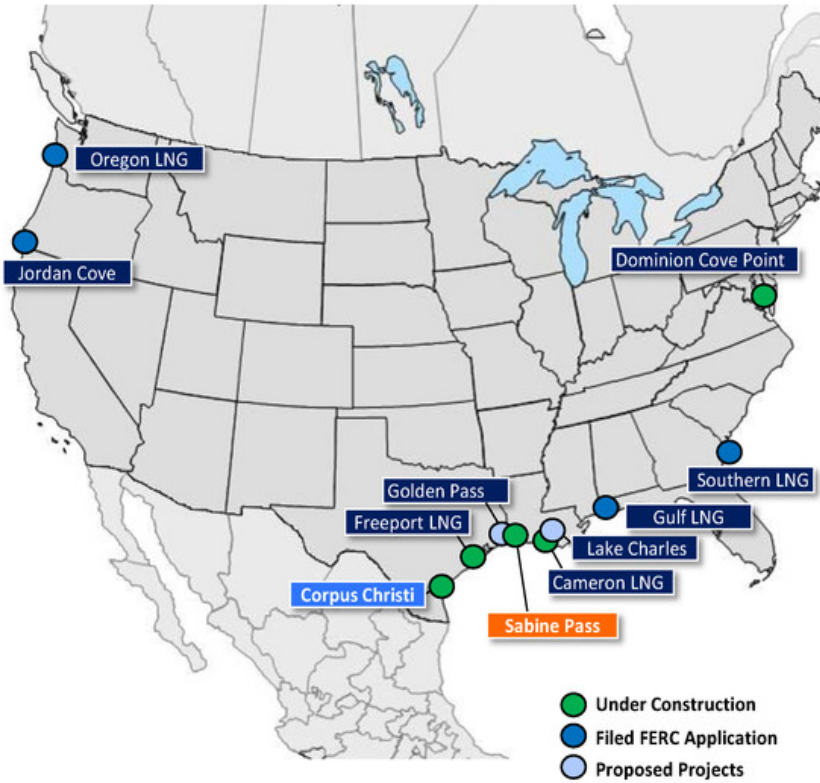 Oregon LNG
Jordan Cove
Dominion Cove Point
Southern LNG
Golden Pass
Gulf LNG
Freeport LNG
Lake Charles
Cameron LNG
Corpus Christi
Sabine Pass
Under Construction
Filed FERC Application
Proposed Projects